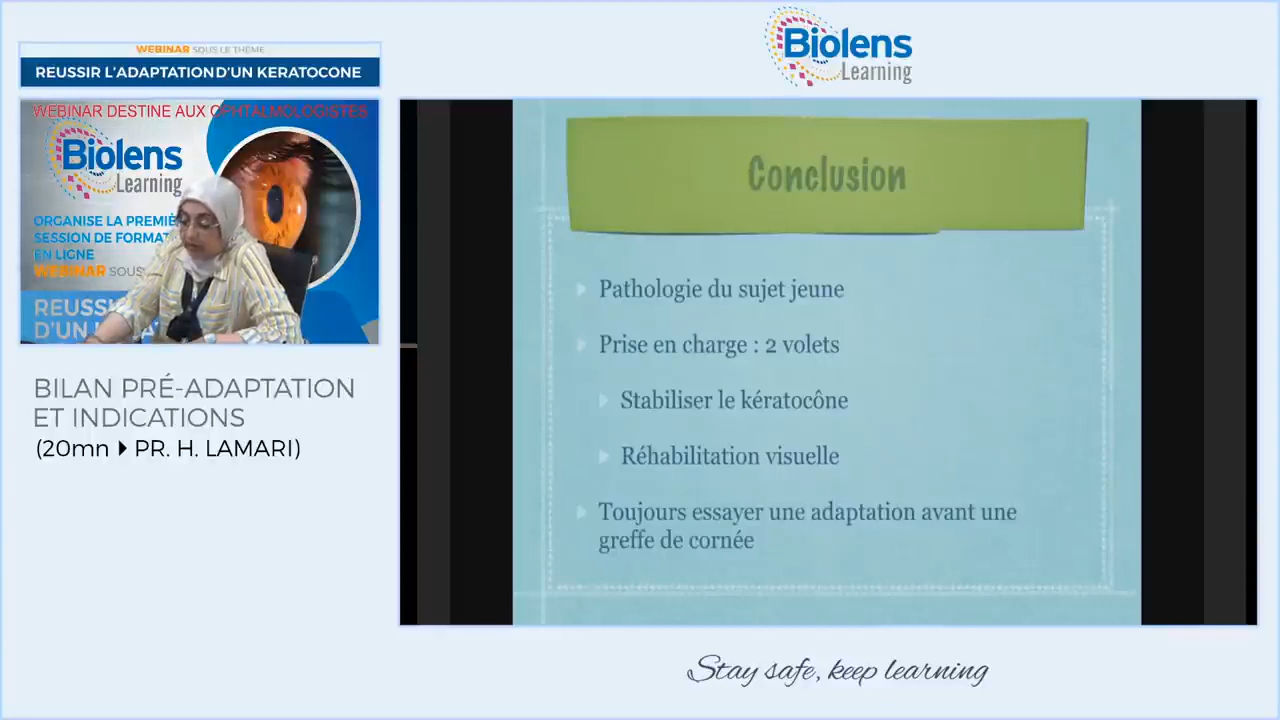 Biolens
Learning
WEBINAR SOUS LE THÈME
REUSSIR L'ADAPTATION D'UN KERATOCONE
WEBINAR DESTINE AUX OPHTALMOLOGISTES
Biolens
Learning
ORGANISE LA PREMIÈ
SESSION DE FORMAT
EN LIGNE
WEBINAR SOUS
REUSS
D'UN
BILAN PRÉ-ADAPTATION
ET INDICATIONS
(20mn PR. H. LAMARI)
Conclusion
Pathologie du sujet jeune
Prise en charge : 2 volets
Stabiliser le kératocône
Réhabilitation visuelle
Toujours essayer une adaptation avant une
greffe de cornée
Stay safe, keep learning